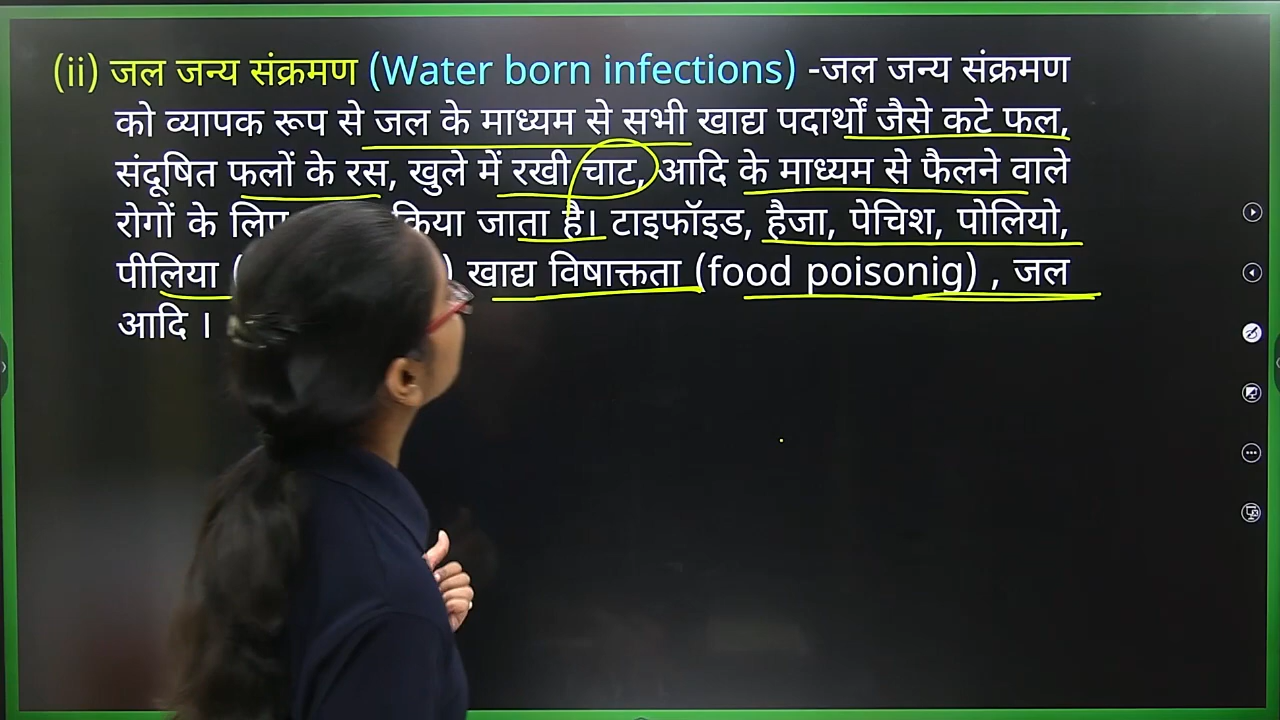 (ii) जल जन्य संक्रमण (Water born infections) -जल जन्य संक्रमण
को व्यापक रूप से जल के माध्यम से सभी खाद्य पदार्थों जैसे कटे फल,
संदूषित फलों के रस, खुले में रखी चाट, आदि के माध्यम से फैलने वाले
रोगों के किया जाता है। टाइफॉइड, हैजा, पेचिश, पोलियो,
पीलिया ( ) खाद्य विषाक्तता (food poisonig) , जल
आदि ।